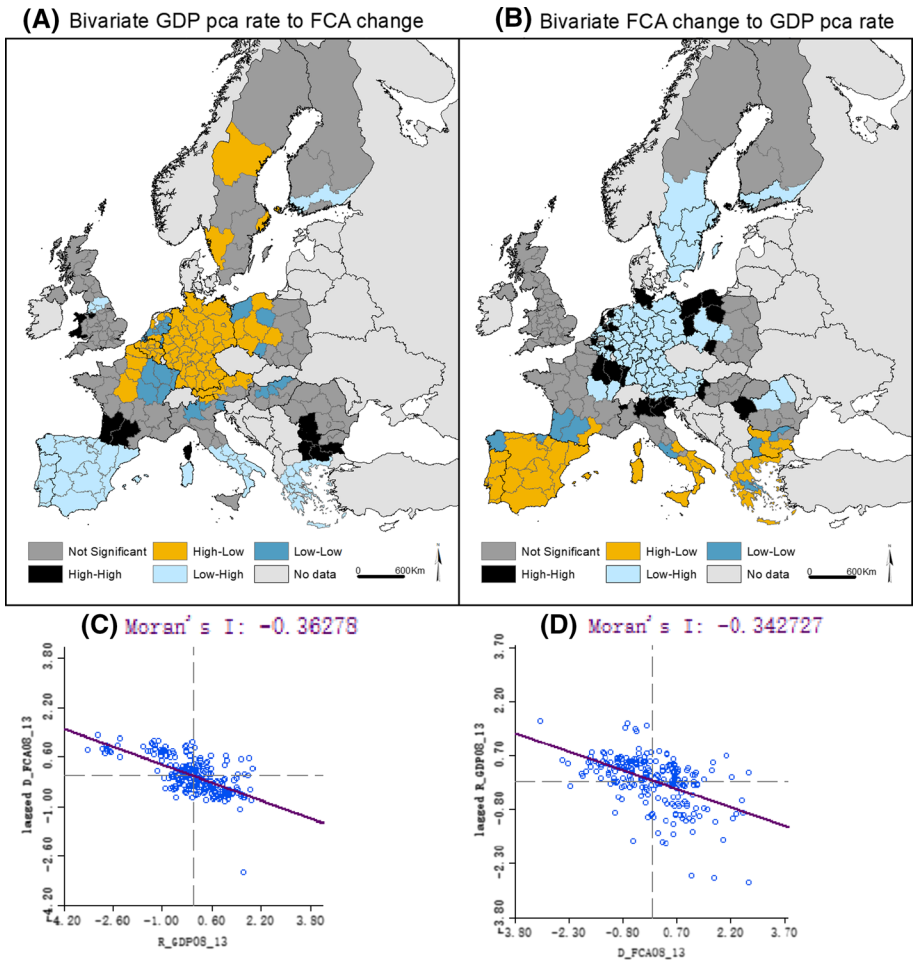 (A) Bivariate GDP pca rate to FCA change
(B) Bivariate FCA change to GDP pca rate
Not Significant High-Low Low-Low
High-High Low-High No data
0 600Km
N
Not Significant High-Low Low-Low
High-High Low-High No data
0 600Km
N
(C) Moran's I: -0.36278
3.80
2.20
0.60
-1.00
-2.60
-4.20
lagged D_FCA08_13
-4.20 -2.60 -1.00 0.60 2.20 3.80
R_GDP08_13
(D) Moran's I: -0.342727
3.70
2.20
0.70
-0.80
-2.30
-3.80
lagged R_GDP08_13
-3.80 -2.30 -0.80 0.70 2.20 3.70
D_FCA08_13